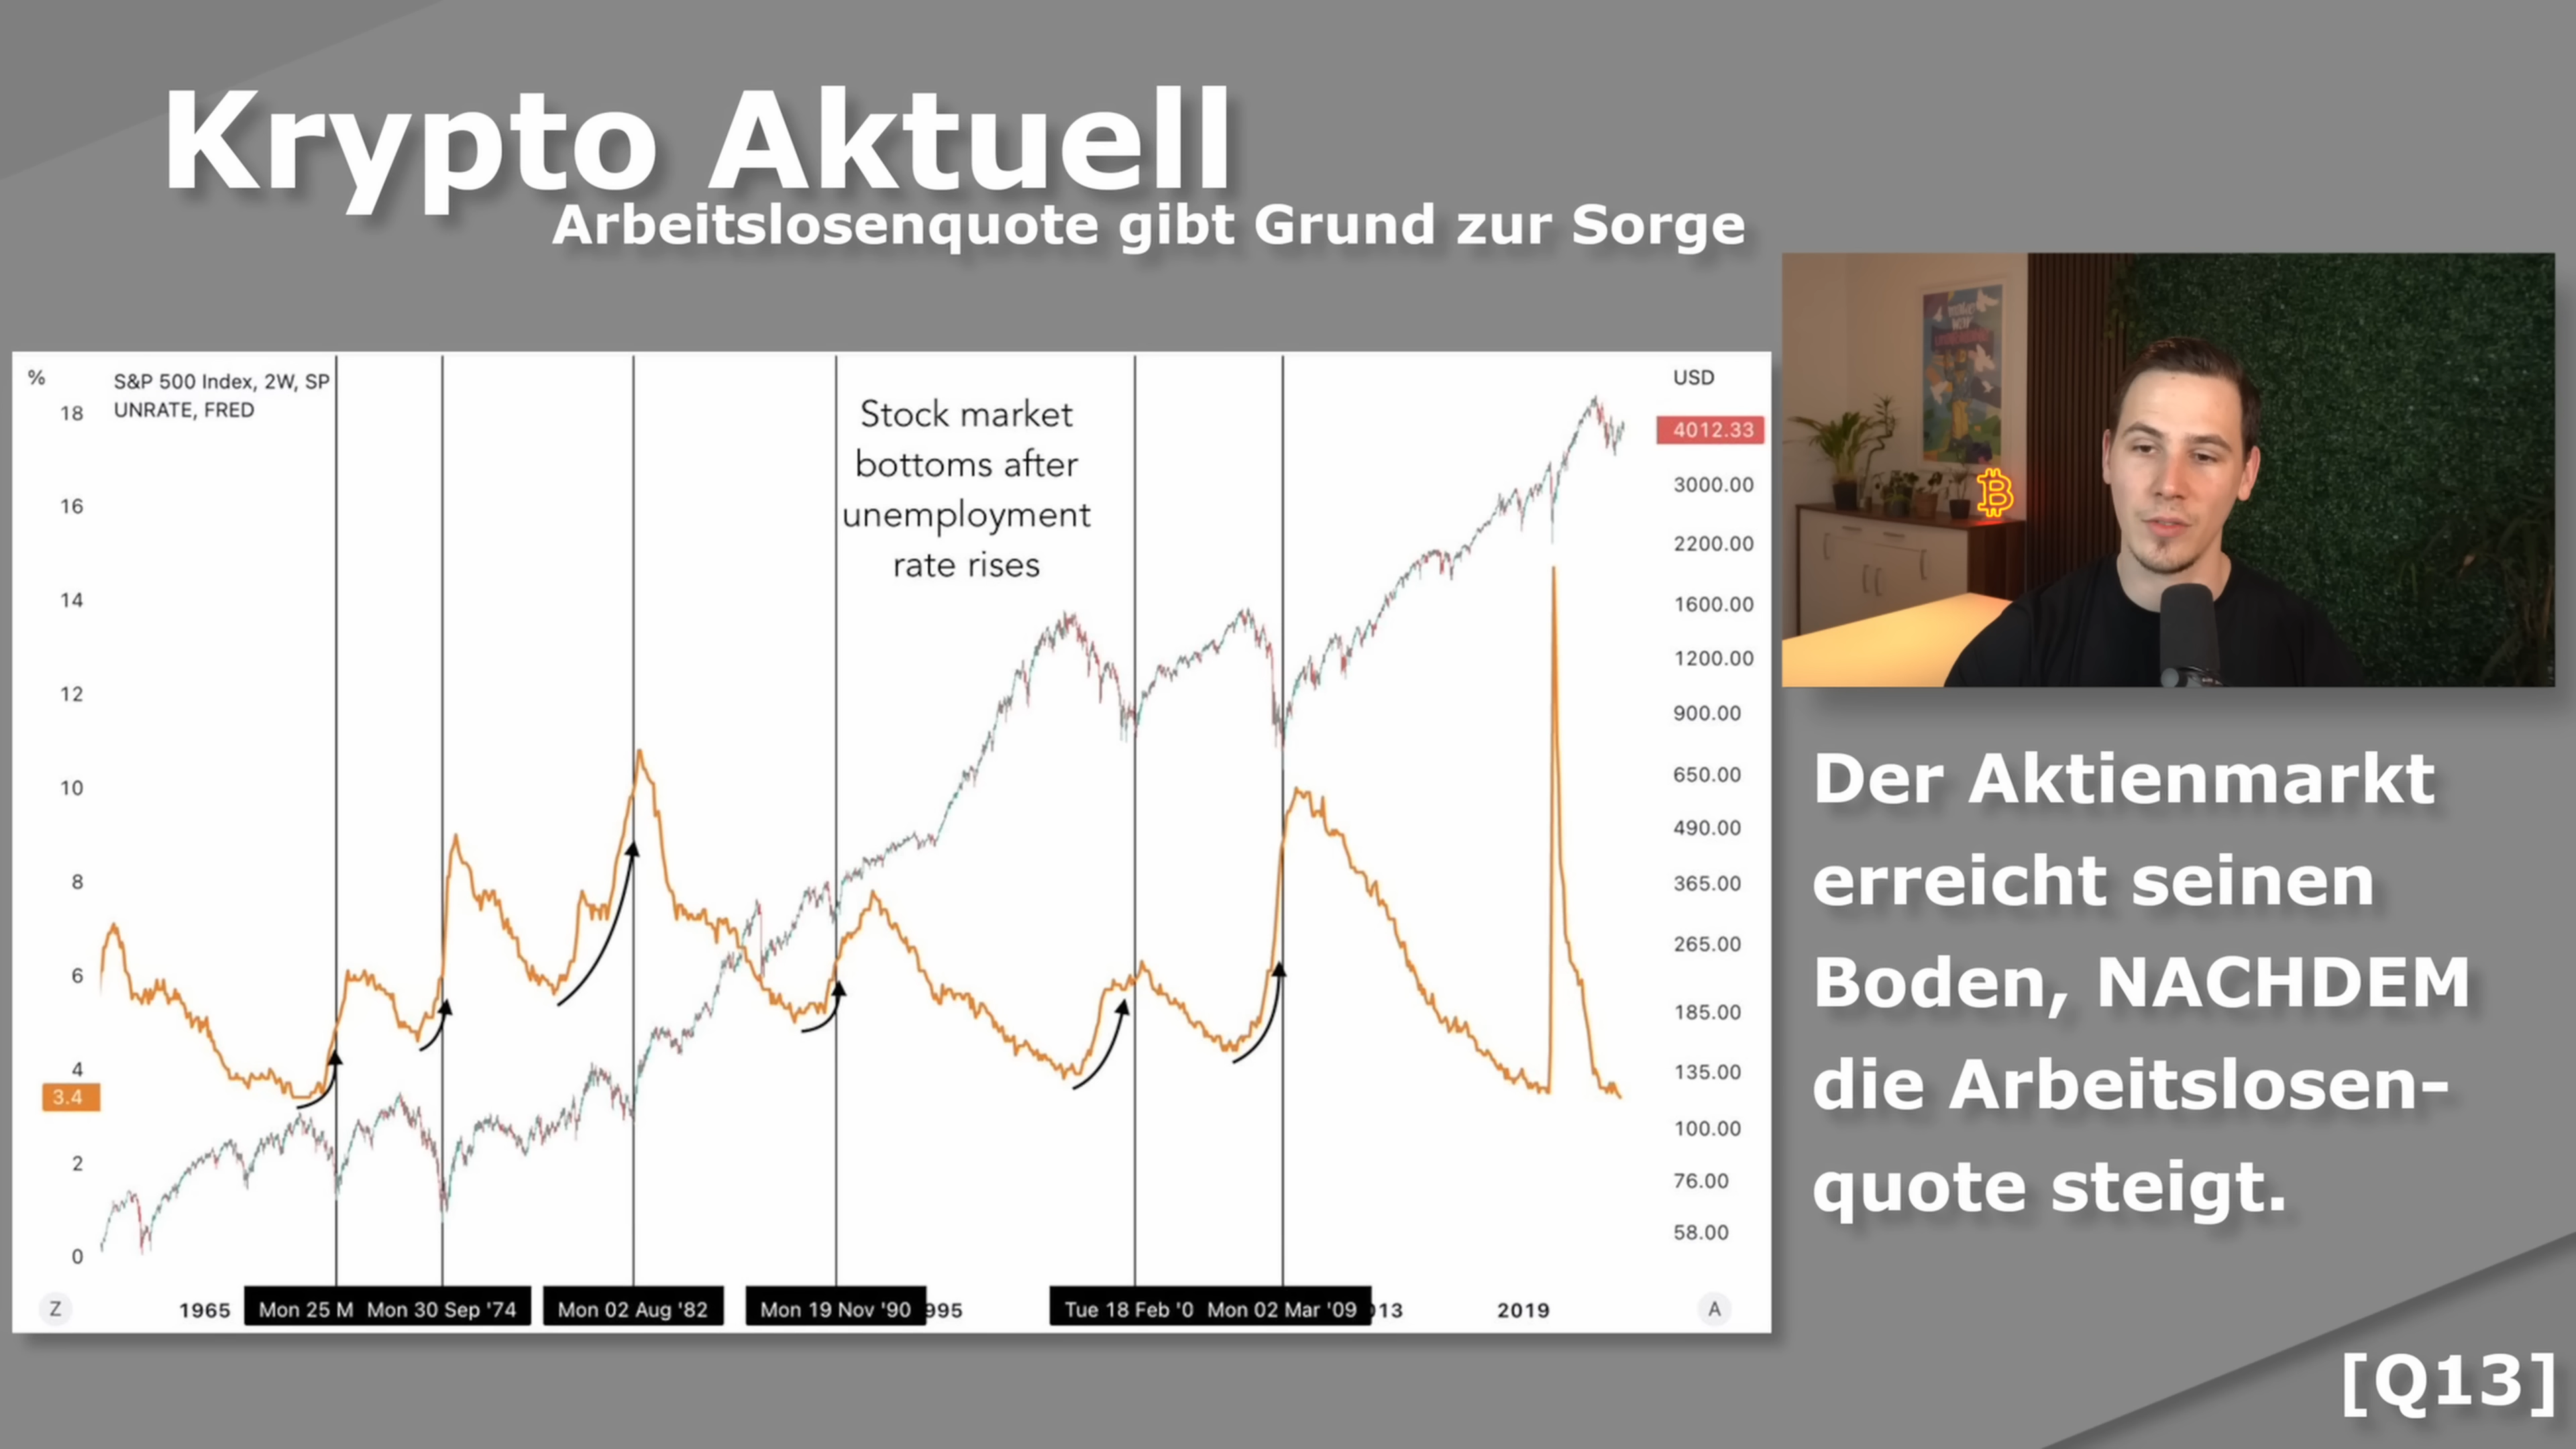 Krypto Aktuell
Arbeitslosenquote gibt Grund zur Sorge
%
S&P 500 Index, 2W, SP
UNRATE, FRED
18
16
14
12
10
8
6
4
3.4
2
0
Stock market
bottoms after
unemployment
rate rises
USD
4012.33
3000.00
2200.00
1600.00
1200.00
900.00
650.00
490.00
365.00
265.00
185.00
135.00
100.00
76.00
58.00
Z
1965
Mon 25 M
Mon 30 Sep '74
Mon 02 Aug '82
Mon 19 Nov '90
995
Tue 18 Feb '0
Mon 02 Mar '09
13
2019
A
Der Aktienmarkt
erreicht seinen
Boden, NACHDEM
die Arbeitslosen-
quote steigt.
[Q13]